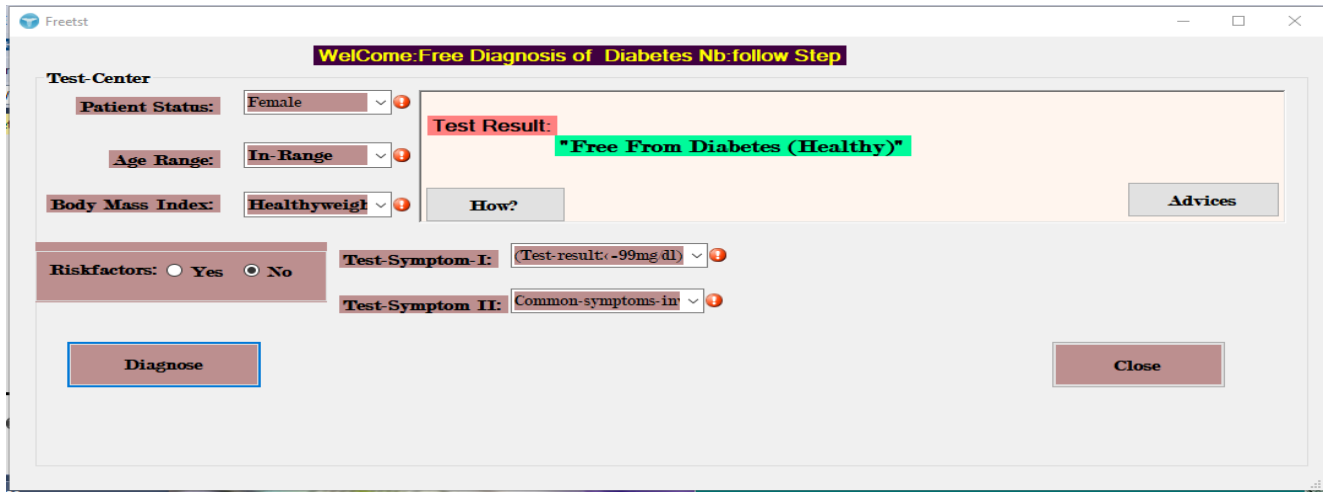 Freetst
WelCome:Free Diagnosis of Diabetes Nb:follow Step
Test-Center
Patient Status: Female
Age Range: In-Range
Body Mass Index: Healthyweigh
Test Result:
"Free From Diabetes (Healthy)"
How?
Advices
Riskfactors: Yes No
Test-Symptom-I: (Test-result:‹-99mg/dl)
Test-Symptom II: Common-symptoms-in
Diagnose
Close